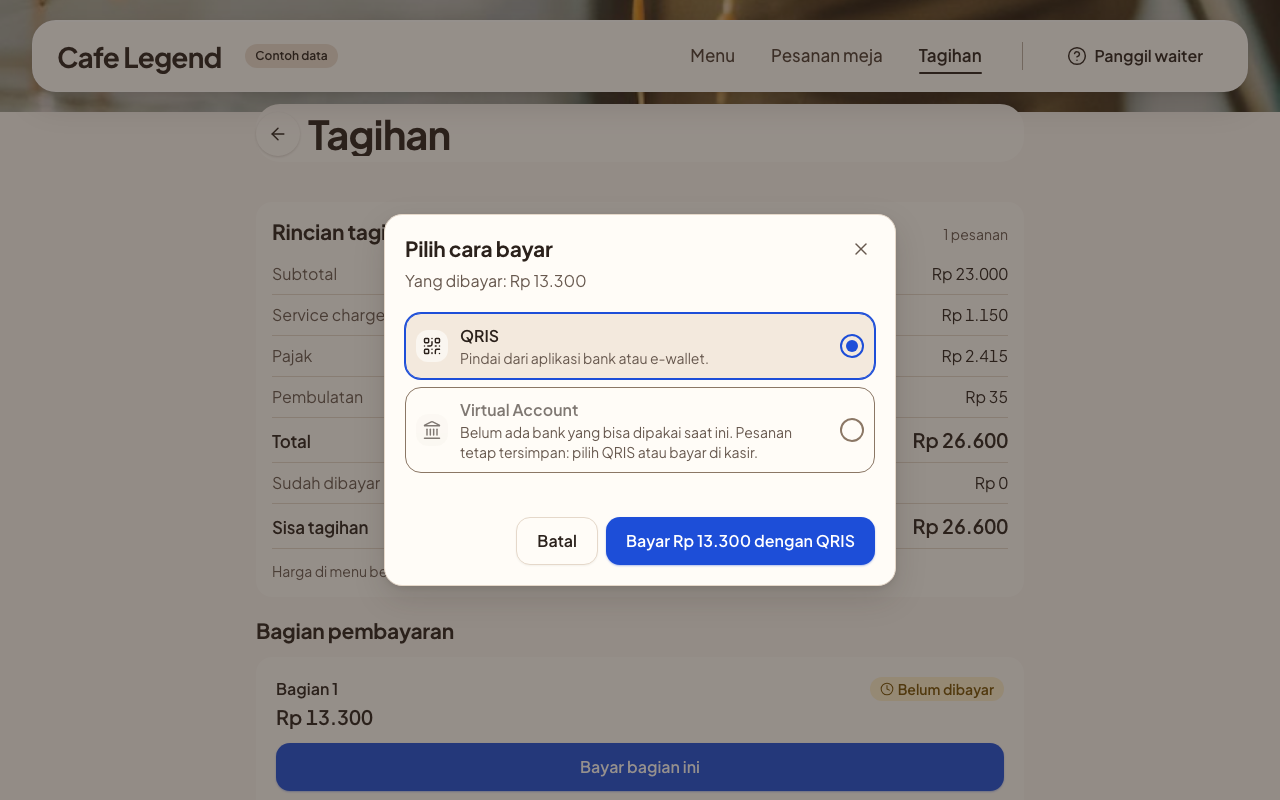 Cafe Legend
Contoh data
Menu
Pesanan meja
Tagihan
Panggil waiter
Tagihan
Rincian tagi
1 pesanan
Subtotal
Rp 23.000
Service charge
Rp 1.150
Pajak
Rp 2.415
Pembulatan
Rp 35
Total
Rp 26.600
Sudah dibayar
Rp 0
Sisa tagihan
Rp 26.600
Harga di menu be
Pilih cara bayar
Yang dibayar: Rp 13.300
QRIS
Pindai dari aplikasi bank atau e-wallet.
Virtual Account
Belum ada bank yang bisa dipakai saat ini. Pesanan
tetap tersimpan: pilih QRIS atau bayar di kasir.
Batal
Bayar Rp 13.300 dengan QRIS
Bagian pembayaran
Bagian 1
Belum dibayar
Rp 13.300
Bayar bagian ini